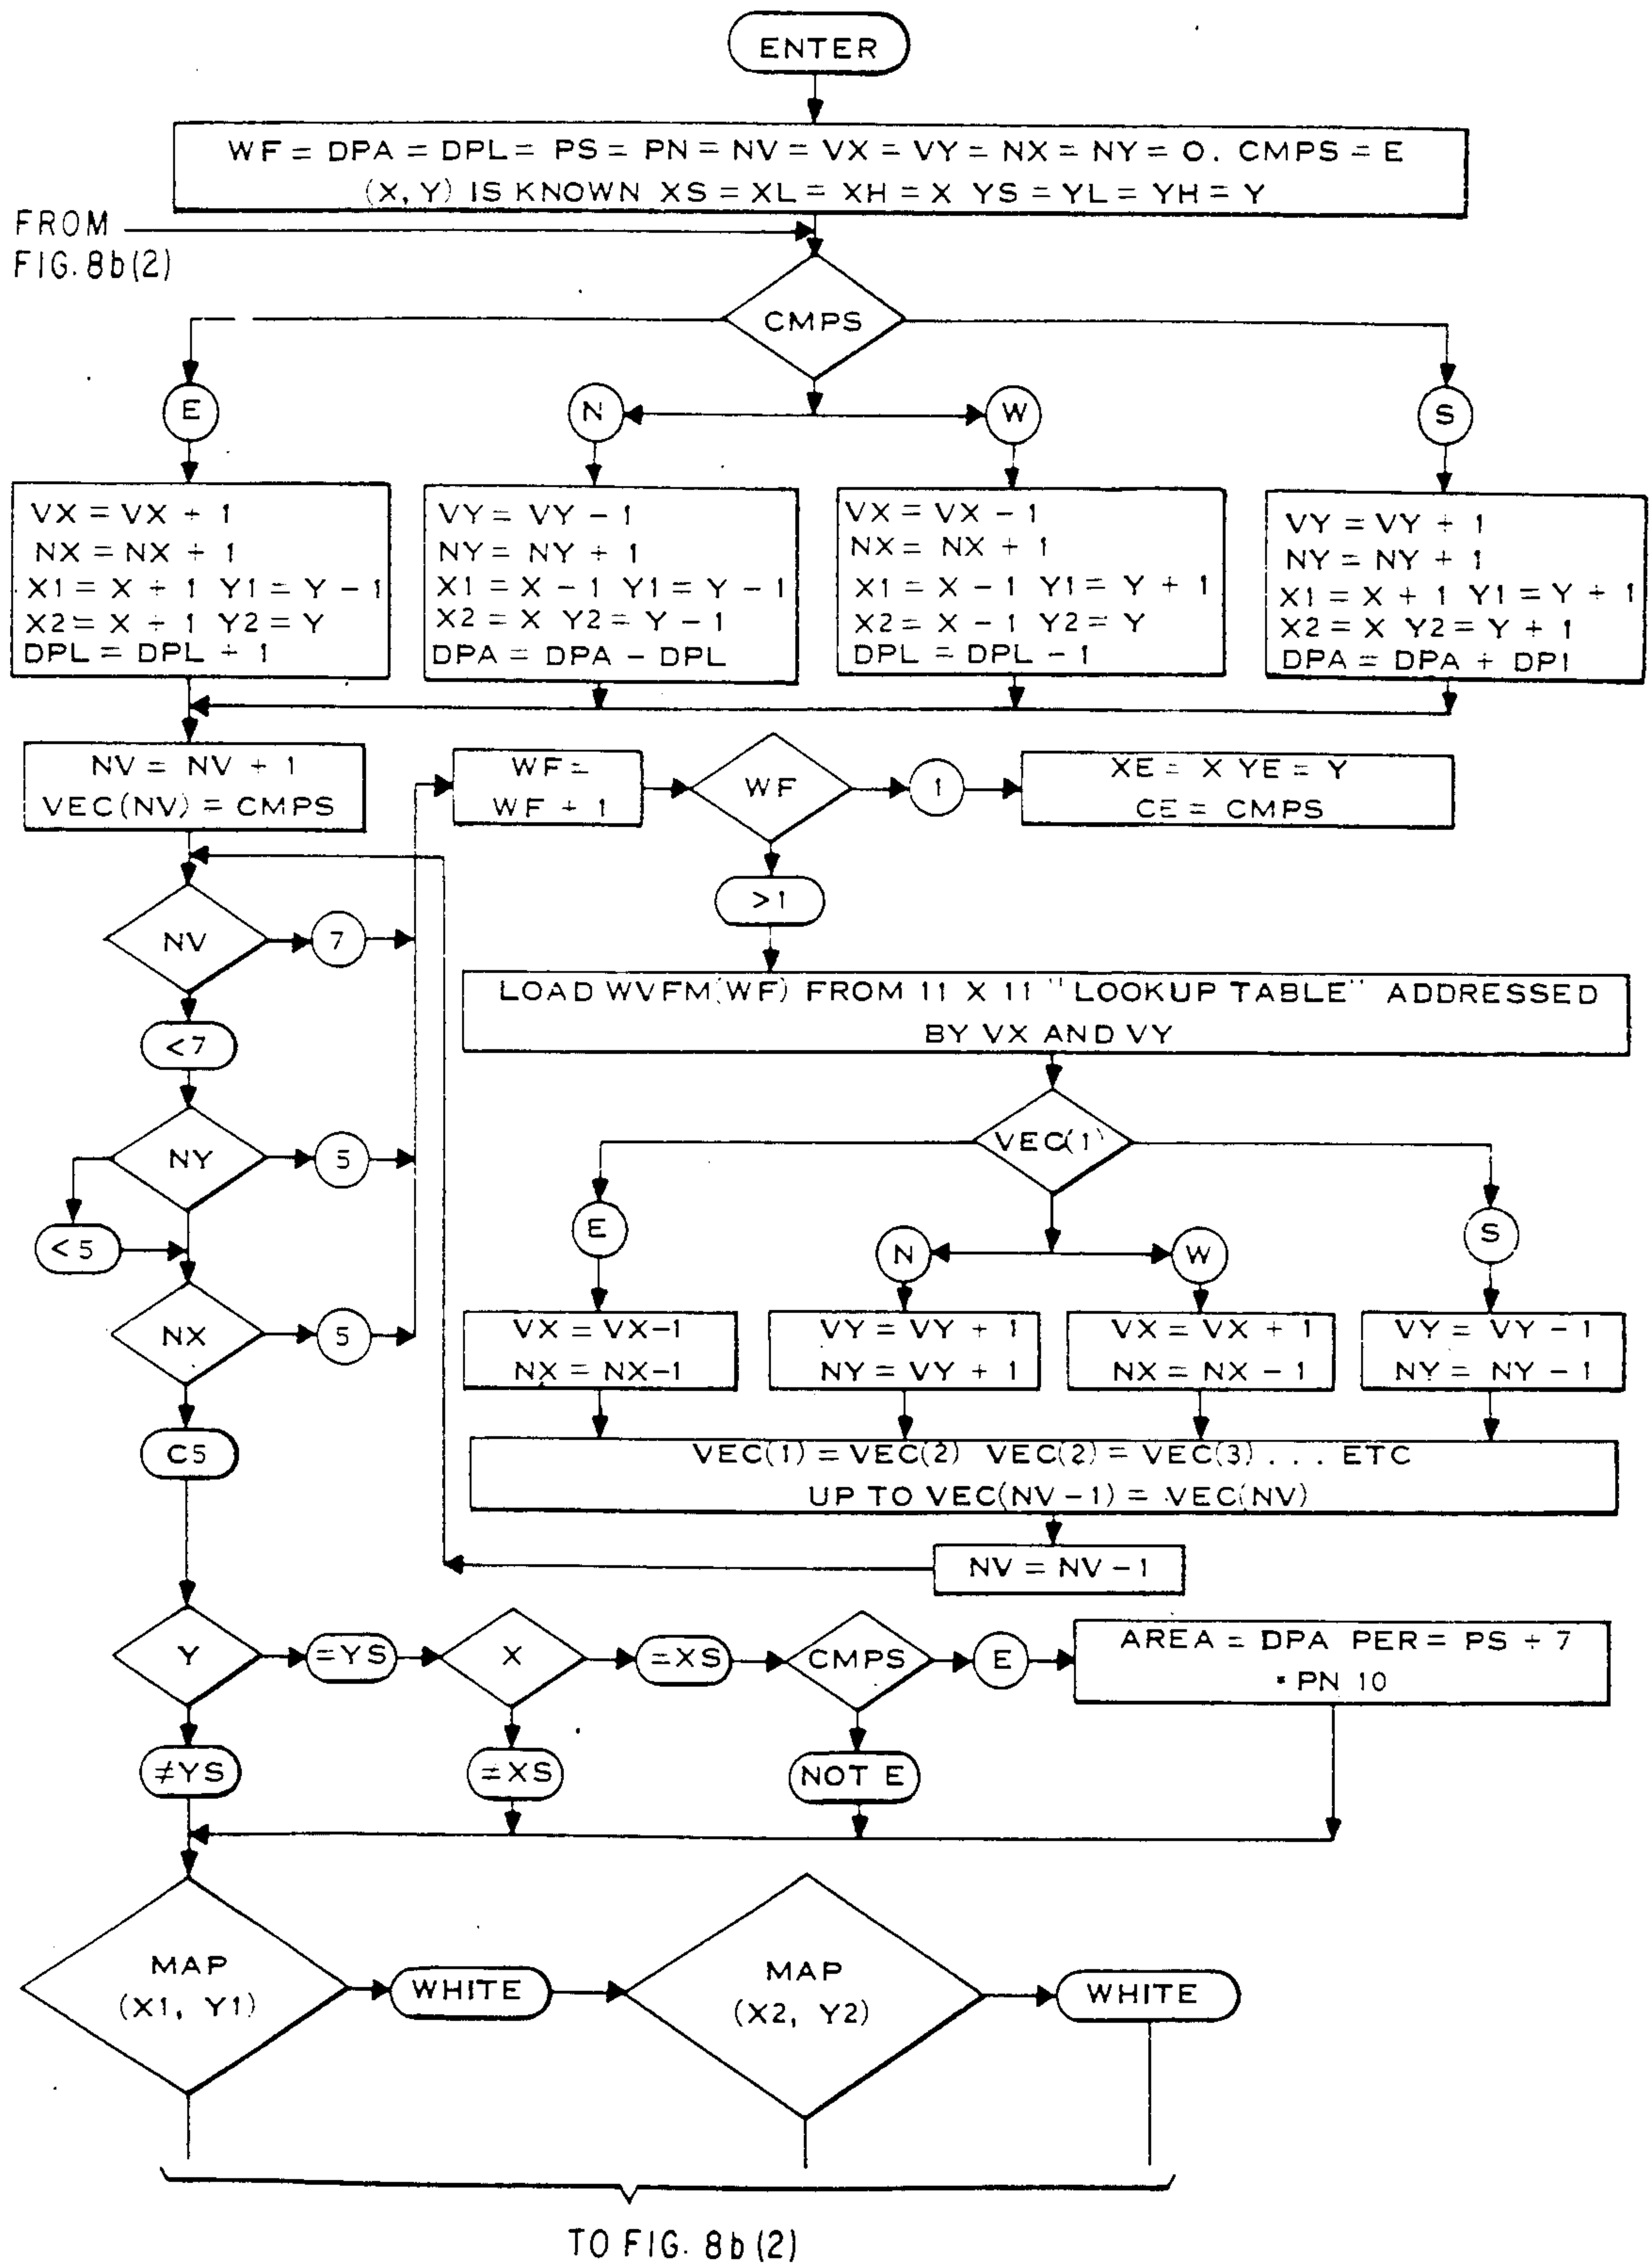 ENTER
WF = DPA = DPL = PS = PN = NV = VX = VY = NX = NY = O. CMPS = E
(X, Y) IS KNOWN XS = XL = XH = X YS = YL = YH = Y
FROM
FIG. 8b(2)
CMPS
E
N
W
S
VX = VX + 1
NX = NX + 1
X1 = X + 1 Y1 = Y - 1
X2 = X + 1 Y2 = Y
DPL = DPL + 1
VY = VY - 1
NY = NY + 1
X1 = X - 1 Y1 = Y - 1
X2 = X Y2 = Y - 1
DPA = DPA - DPL
VX = VX - 1
NX = NX + 1
X1 = X - 1 Y1 = Y + 1
X2 = X - 1 Y2 = Y
DPL = DPL - 1
VY = VY + 1
NY = NY + 1
X1 = X + 1 Y1 = Y + 1
X2 = X Y2 = Y + 1
DPA = DPA + DPI
NV = NV + 1
VEC(NV) = CMPS
WF =
WF + 1
WF
1
XE = X YE = Y
CE = CMPS
>1
NV
7
<7
LOAD WVFM(WF) FROM 11 X 11 "LOOKUP TABLE" ADDRESSED
BY VX AND VY
NY
5
<5
VEC(1)
E
N
W
S
NX
5
VX = VX-1
NX = NX-1
VY = VY + 1
NY = VY + 1
VX = VX + 1
NX = NX - 1
VY = VY - 1
NY = NY - 1
C5
VEC(1) = VEC(2) VEC(2) = VEC(3) . . . ETC
UP TO VEC(NV - 1) = VEC(NV)
NV = NV - 1
Y
=YS
X
=XS
CMPS
E
AREA = DPA PER = PS + 7
* PN 10
≠YS
=XS
NOT E
MAP
(X1, Y1)
WHITE
MAP
(X2, Y2)
WHITE
TO FIG. 8b (2)